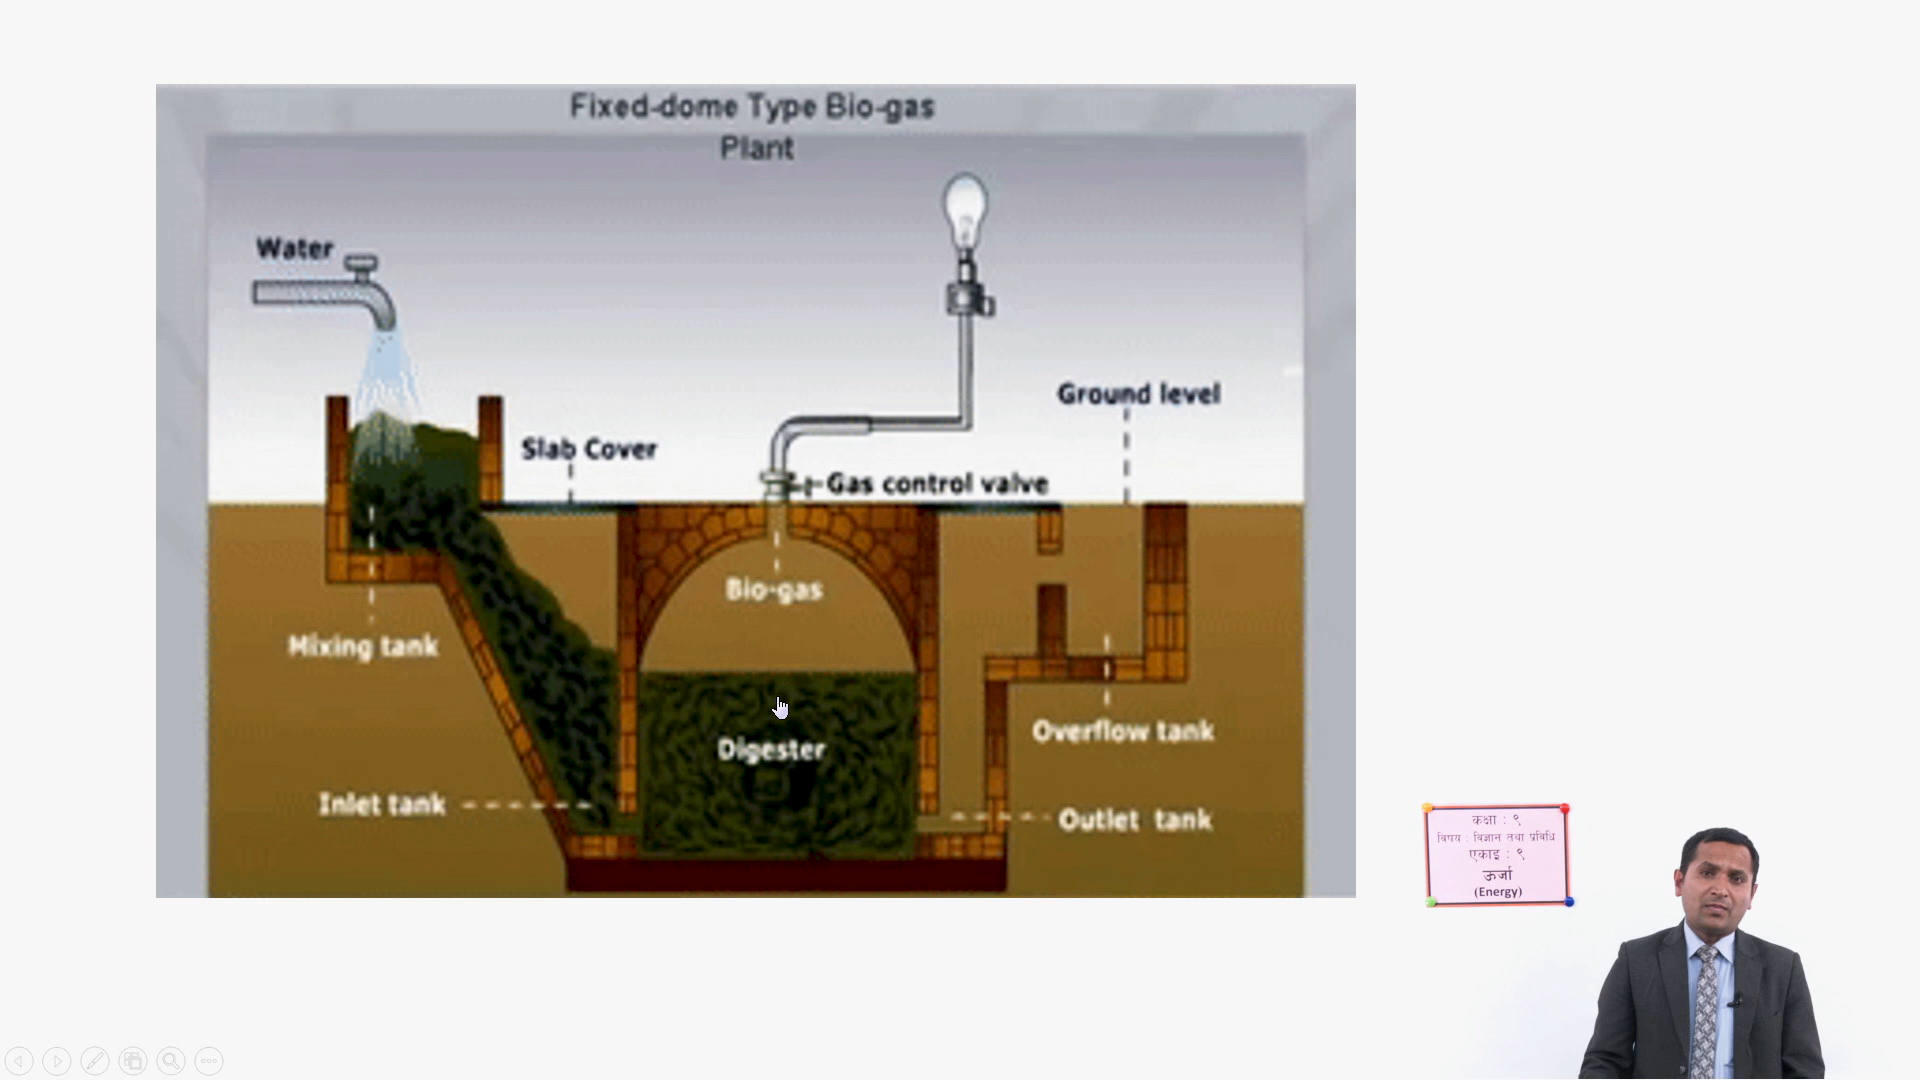 Fixed-dome Type Bio-gas
Plant
Water
Ground level
Slab Cover
Gas control valve
Bio-gas
Mixing tank
Overflow tank
Digester
Inlet tank
Outlet tank
कक्षा : ९
विषय : विज्ञान तथा प्रविधि
एकाइ : ९
ऊर्जा
(Energy)